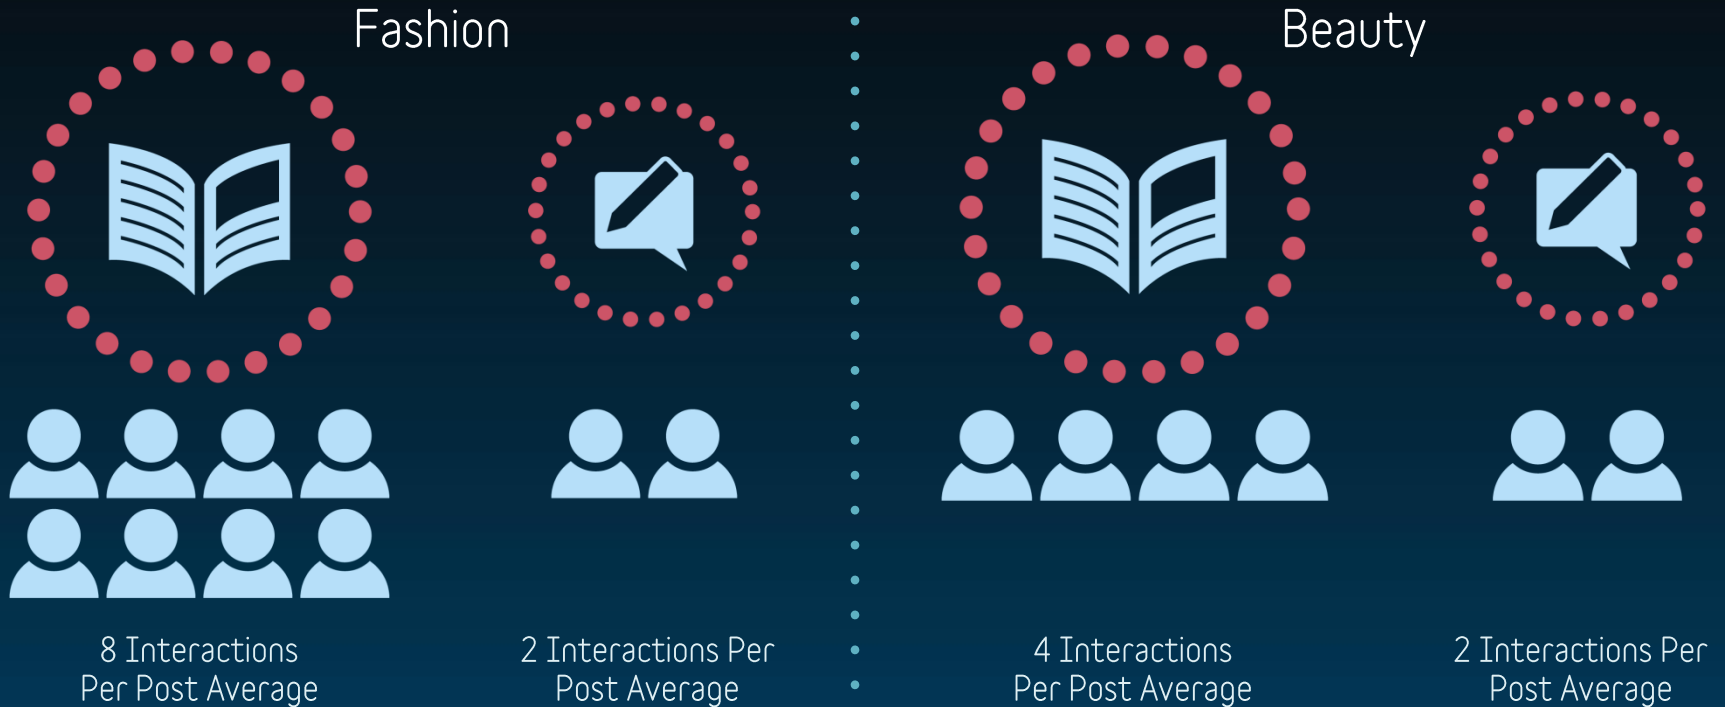 Fashion
8 Interactions
Per Post Average
2 Interactions Per
Post Average
Beauty
4 Interactions
Per Post Average
2 Interactions Per
Post Average